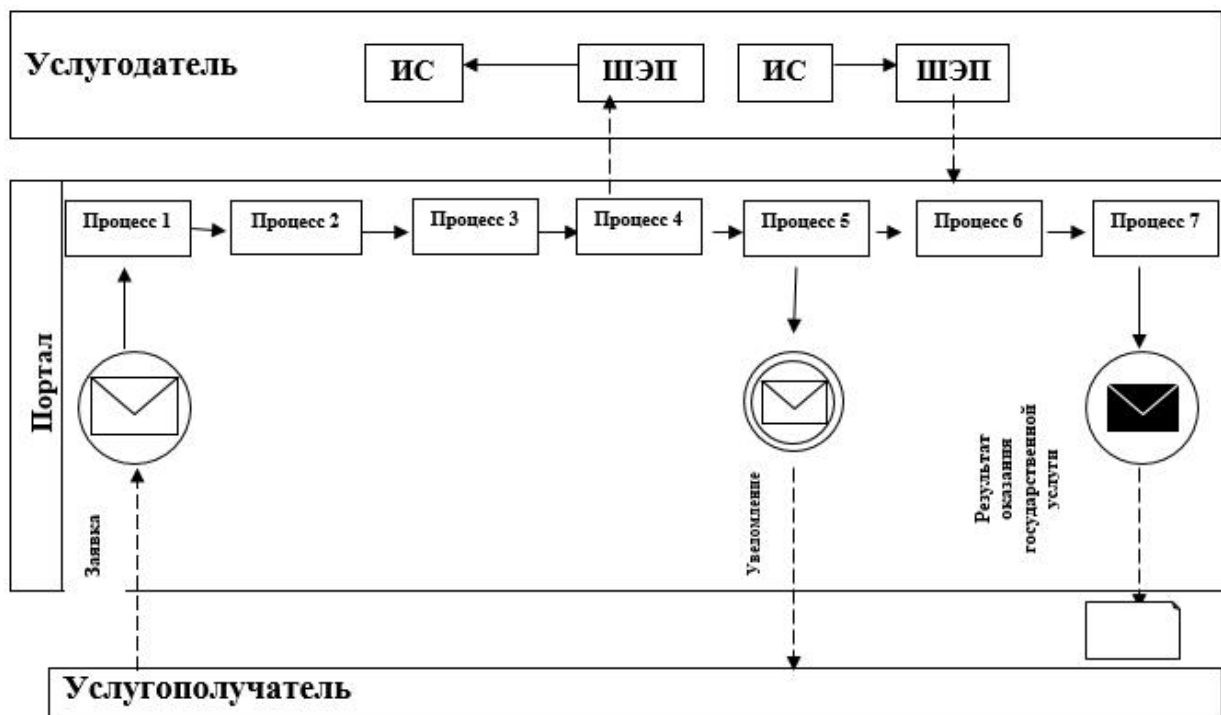 Услугодатель
ИС
ШЭП
ИС
ШЭП
Портал
Процесс 1
Процесс 2
Процесс 3
Процесс 4
Процесс 5
Процесс 6
Процесс 7
Заявка
Уведомление
Результат
оказания
государственной
услуги
Услугополучатель